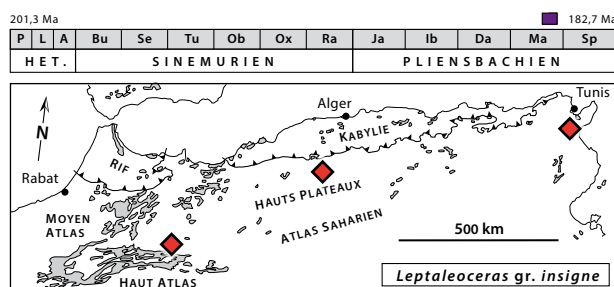 201,3 Ma 182,7 Ma
P L A Bu Se Tu Ob Ox Ra Ja Ib Da Ma Sp
HET. SINEMURIEN PLIENSBACHIEN
Tunis
Alger
KABYLIE
N
RIF
Rabat
HAUTS PLATEAUX
MOYEN
ATLAS
ATLAS SAHARIEN
500 km
HAUT ATLAS
Leptaleoceras gr. insigne